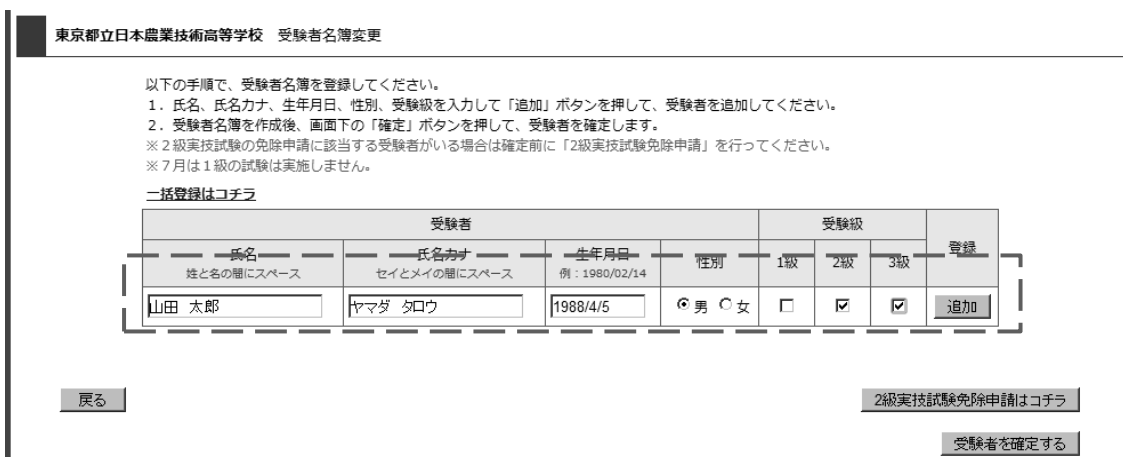 東京都立日本農業技術高等学校 受験者名簿変更
以下の手順で、受験者名簿を登録してください。
1．氏名、氏名カナ、生年月日、性別、受験級を入力して「追加」ボタンを押して、受験者を追加してください。
2．受験者名簿を作成後、画面下の「確定」ボタンを押して、受験者を確定します。
※２級実技試験の免除申請に該当する受験者がいる場合は確定前に「2級実技試験免除申請」を行ってください。
※７月は１級の試験は実施しません。
一括登録はコチラ
受験者 受験級 登録
氏名 氏名カナ 生年月日 性別 1級 2級 3級
姓と名の間にスペース セイとメイの間にスペース 例：1980/02/14
山田 太郎 ヤマダ タロウ 1988/4/5 男 女 追加
戻る 2級実技試験免除申請はコチラ
受験者を確定する